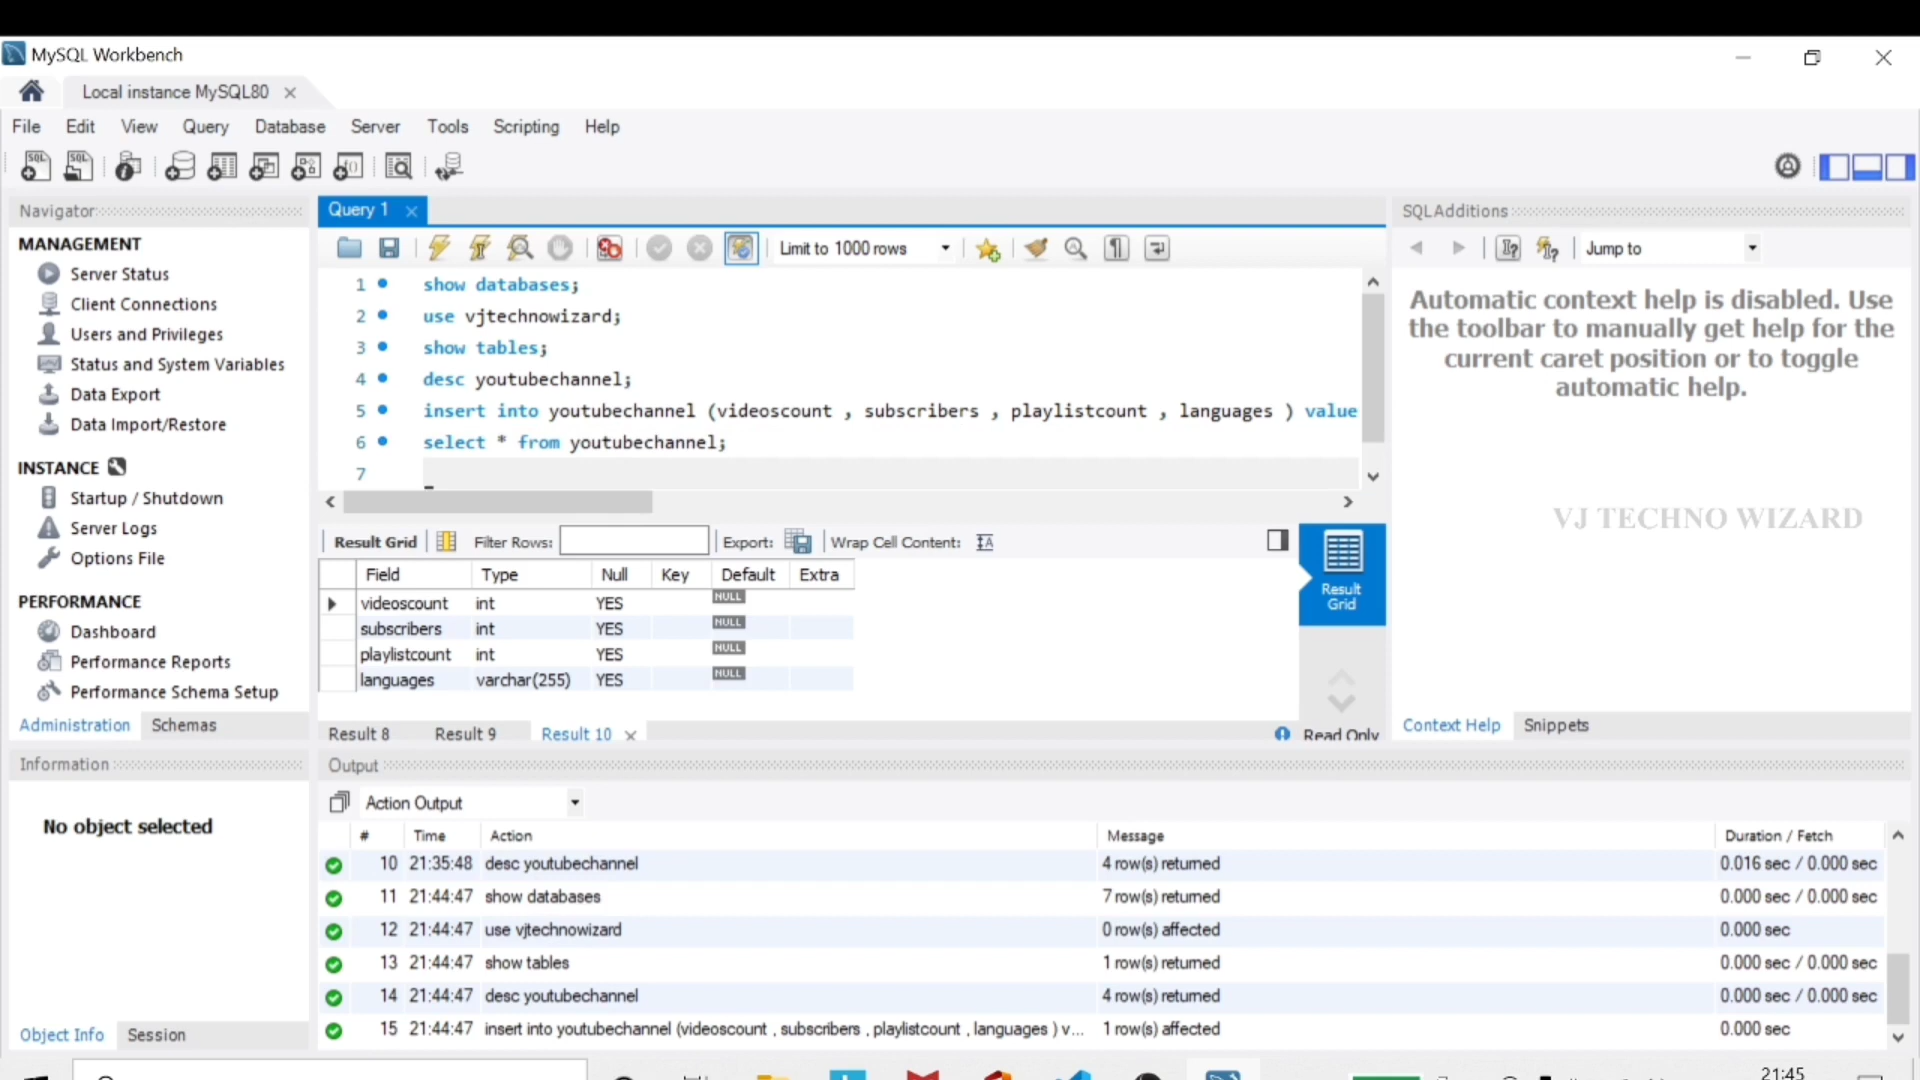 MySQL Workbench
Local instance MySQL80
File Edit View Query Database Server Tools Scripting Help
Navigator
MANAGEMENT
Server Status
Client Connections
Users and Privileges
Status and System Variables
Data Export
Data Import/Restore
INSTANCE
Startup / Shutdown
Server Logs
Options File
PERFORMANCE
Dashboard
Performance Reports
Performance Schema Setup
Administration Schemas
Information
No object selected
Object Info Session
Query 1
Limit to 1000 rows
1 show databases;
2 use vjtechnowizard;
3 show tables;
4 desc youtubechannel;
5 insert into youtubechannel (videoscount , subscribers , playlistcount , languages ) value
6 select * from youtubechannel;
7
Result Grid Filter Rows: Export: Wrap Cell Content:
Field Type Null Key Default Extra
videoscount int YES NULL
subscribers int YES NULL
playlistcount int YES NULL
languages varchar(255) YES NULL
Result Grid
Result 8 Result 9 Result 10 Read Only
SQLAdditions
Jump to
Automatic context help is disabled. Use
the toolbar to manually get help for the
current caret position or to toggle
automatic help.
VJ TECHNO WIZARD
Context Help Snippets
Output
Action Output
# Time Action Message Duration / Fetch
10 21:35:48 desc youtubechannel 4 row(s) returned 0.016 sec / 0.000 sec
11 21:44:47 show databases 7 row(s) returned 0.000 sec / 0.000 sec
12 21:44:47 use vjtechnowizard 0 row(s) affected 0.000 sec
13 21:44:47 show tables 1 row(s) returned 0.000 sec / 0.000 sec
14 21:44:47 desc youtubechannel 4 row(s) returned 0.000 sec / 0.000 sec
15 21:44:47 insert into youtubechannel (videoscount , subscribers , playlistcount , languages ) v... 1 row(s) affected 0.000 sec
21:45